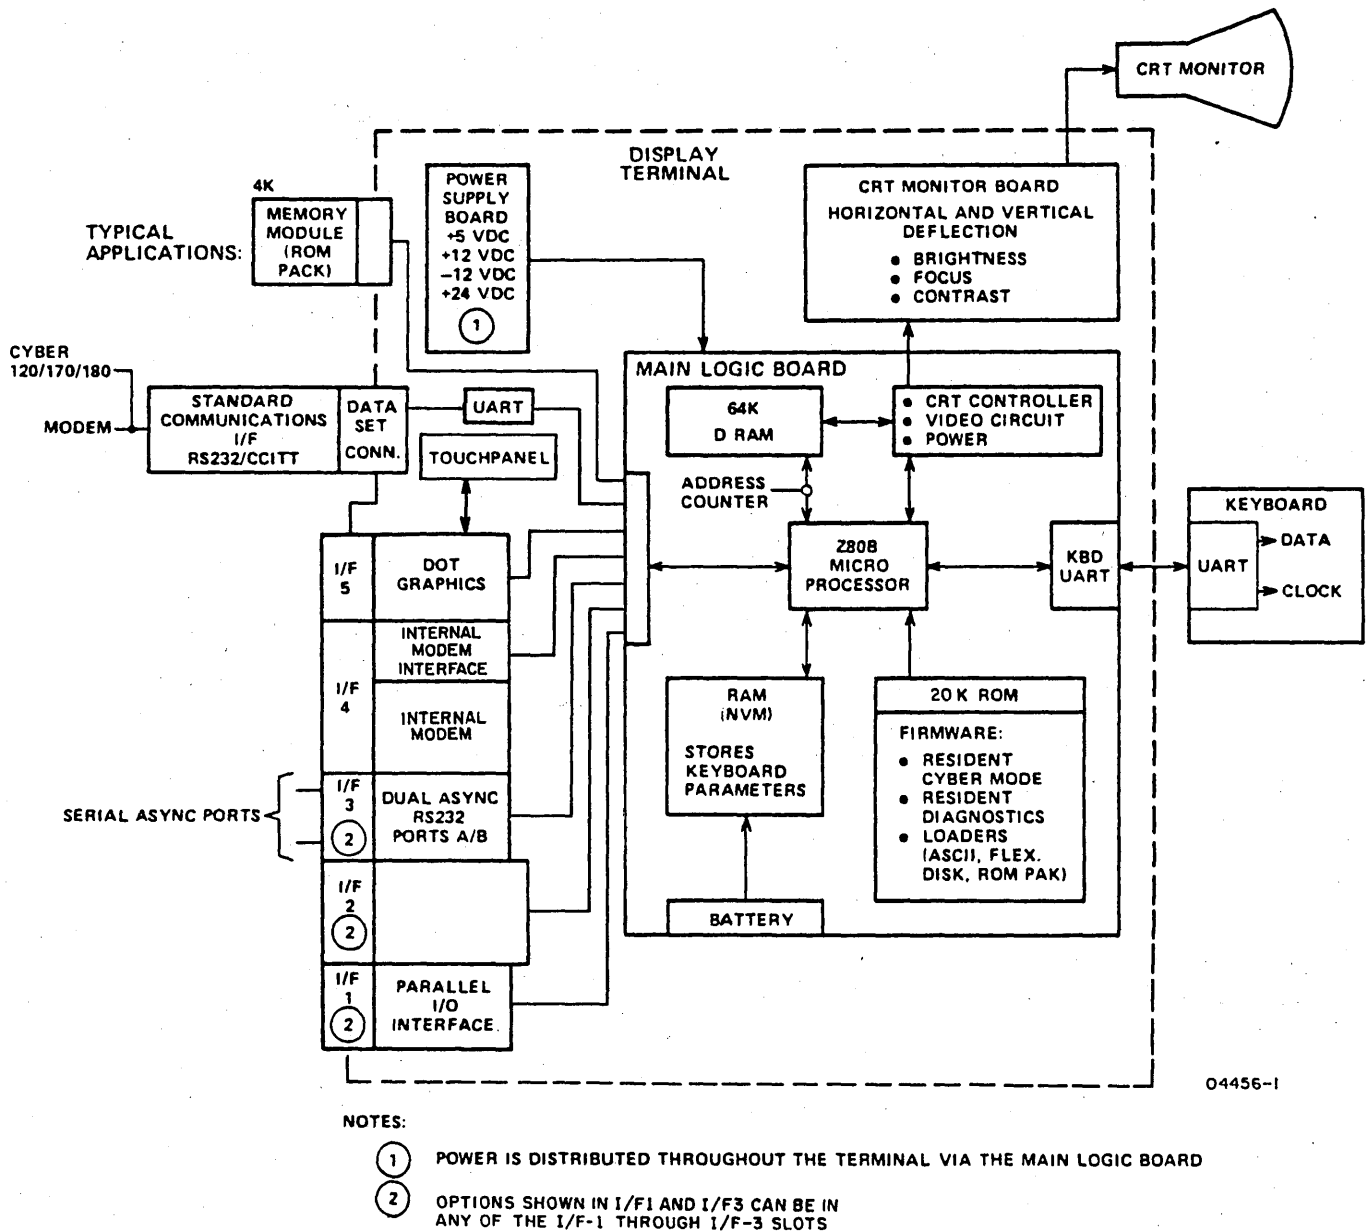 CRT MONITOR
DISPLAY
TERMINAL
4K
MEMORY
MODULE
(ROM
PACK)
TYPICAL
APPLICATIONS:
POWER
SUPPLY
BOARD
+5 VDC
+12 VDC
–12 VDC
+24 VDC
1
CRT MONITOR BOARD
HORIZONTAL AND VERTICAL
DEFLECTION
● BRIGHTNESS
● FOCUS
● CONTRAST
CYBER
120/170/180
MODEM
STANDARD
COMMUNICATIONS
I/F
RS232/CCITT
DATA
SET
CONN.
UART
TOUCHPANEL
MAIN LOGIC BOARD
64K
D RAM
● CRT CONTROLLER
● VIDEO CIRCUIT
● POWER
ADDRESS
COUNTER
Z80B
MICRO
PROCESSOR
KBD
UART
KEYBOARD
UART
DATA
CLOCK
I/F
5
DOT
GRAPHICS
I/F
4
INTERNAL
MODEM
INTERFACE
INTERNAL
MODEM
SERIAL ASYNC PORTS
I/F
3
2
DUAL ASYNC
RS232
PORTS A/B
I/F
2
2
I/F
1
2
PARALLEL
I/O
INTERFACE.
RAM
(NVM)
STORES
KEYBOARD
PARAMETERS
BATTERY
20 K ROM
FIRMWARE:
● RESIDENT
CYBER MODE
● RESIDENT
DIAGNOSTICS
● LOADERS
(ASCII, FLEX.
DISK, ROM PAK)
04456-1
NOTES:
1 POWER IS DISTRIBUTED THROUGHOUT THE TERMINAL VIA THE MAIN LOGIC BOARD
2 OPTIONS SHOWN IN I/F1 AND I/F3 CAN BE IN
ANY OF THE I/F-1 THROUGH I/F-3 SLOTS